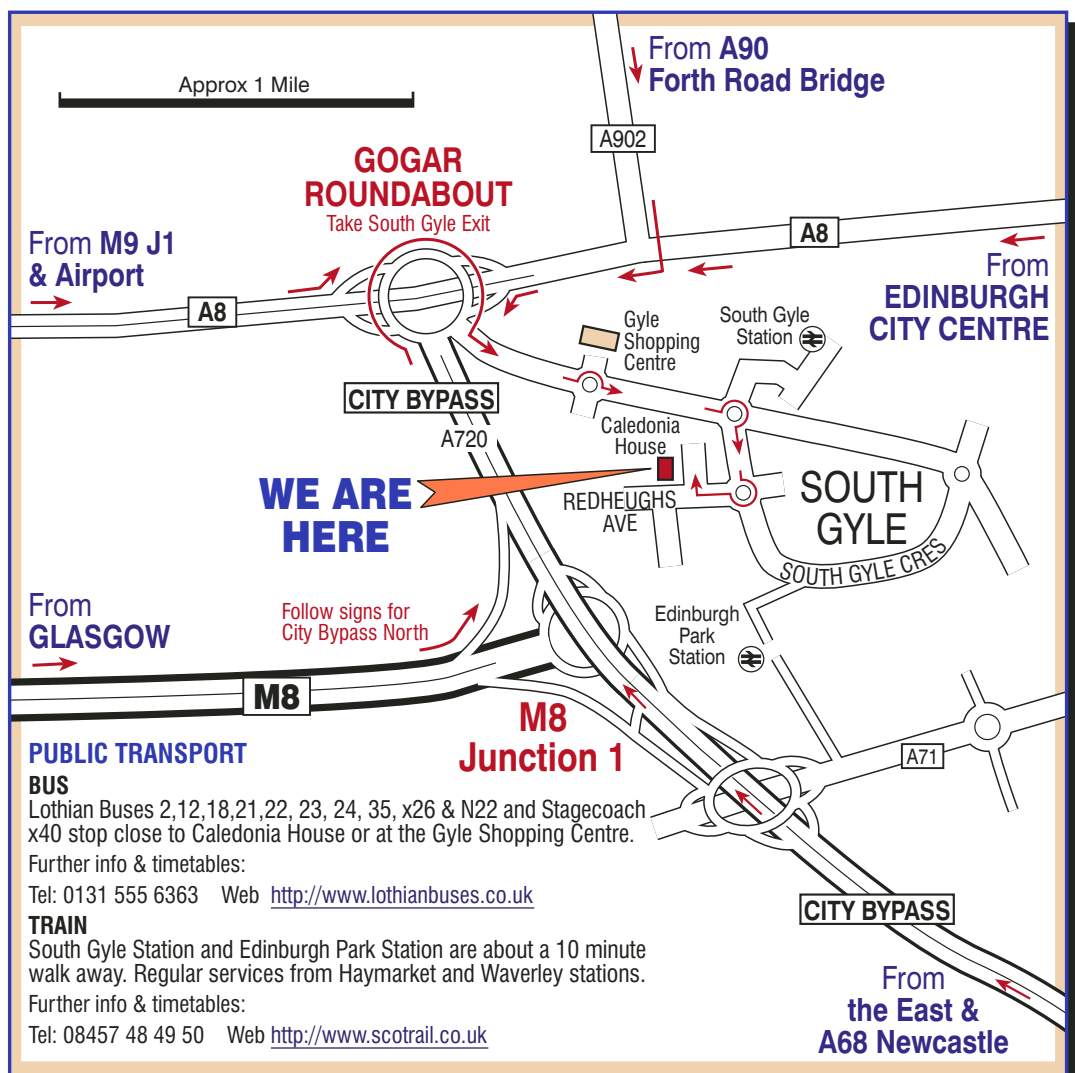 From A90
Forth Road Bridge
Approx 1 Mile
A902
GOGAR
ROUNDABOUT
Take South Gyle Exit
From M9 J1
& Airport
A8
A8
From
EDINBURGH
CITY CENTRE
Gyle
Shopping
Centre
South Gyle
Station
CITY BYPASS
A720
Caledonia
House
WE ARE
HERE
REDHEUGHS
AVE
SOUTH
GYLE
SOUTH GYLE CRES
From
GLASGOW
Follow signs for
City Bypass North
Edinburgh
Park
Station
M8
M8
Junction 1
A71
PUBLIC TRANSPORT
BUS
Lothian Buses 2,12,18,21,22, 23, 24, 35, x26 & N22 and Stagecoach
x40 stop close to Caledonia House or at the Gyle Shopping Centre.
Further info & timetables:
Tel: 0131 555 6363 Web http://www.lothianbuses.co.uk
TRAIN
South Gyle Station and Edinburgh Park Station are about a 10 minute
walk away. Regular services from Haymarket and Waverley stations.
Further info & timetables:
Tel: 08457 48 49 50 Web http://www.scotrail.co.uk
CITY BYPASS
From
the East &
A68 Newcastle